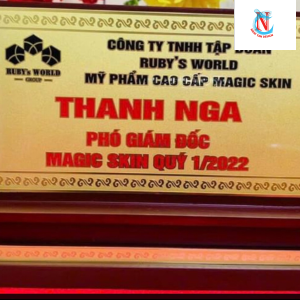 CÔNG TY TNHH TẬP ĐOÀN
RUBY'S WORLD
MỸ PHẨM CAO CẤP MAGIC SKIN
RUBY's WORLD
GROUP
THANH NGA
PHÓ GIÁM ĐỐC
MAGIC SKIN QUÝ 1/2022